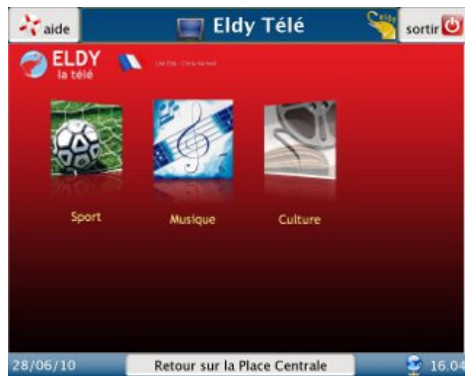 aide
Eldy Télé
eldy
sortir
ELDY
la télé
Sport
Musique
Culture
28/06/10
Retour sur la Place Centrale
16.04